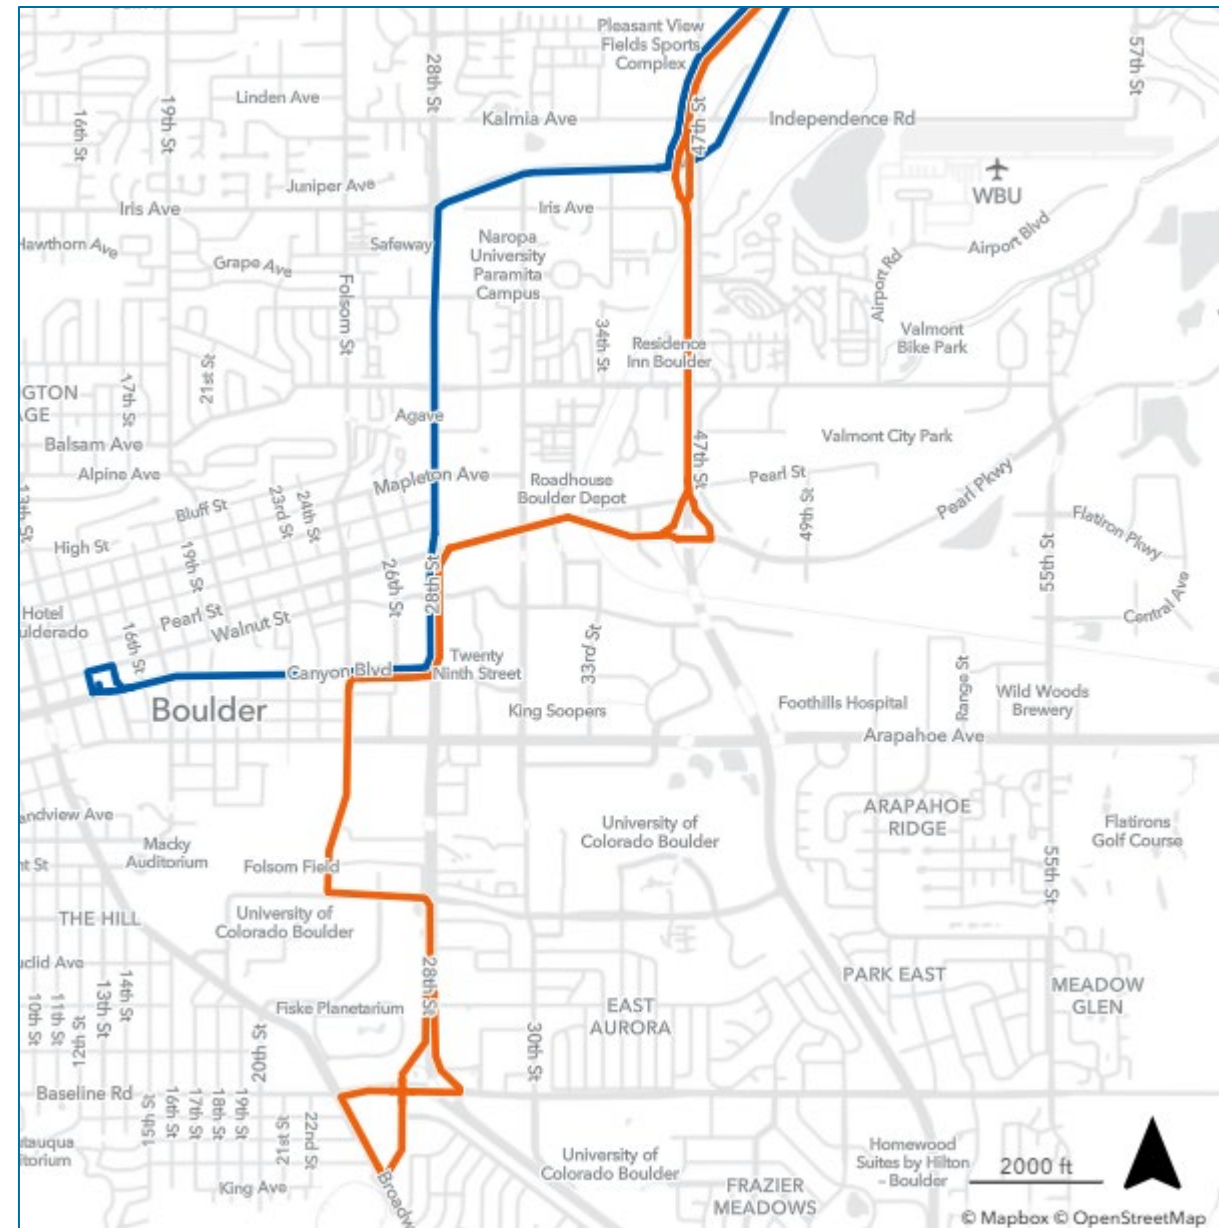 Pleasant View
Fields Sports
Complex
57th St
28th St
Linden Ave
19th St
16th St
Kalmia Ave
47th St
Independence Rd
WBU
Juniper Ave
Iris Ave
Iris Ave
Hawthorn Ave
Safeway
Grape Ave
Naropa
University
Paramita
Campus
Airport Blvd
Airport Rd
Folsom St
34th St
Residence
Inn Boulder
Valmont
Bike Park
21st St
17th St
GTON
AGE
Agave
Balsam Ave
Alpine Ave
Mapleton Ave
Roadhouse
Boulder Depot
47th St
Pearl St
Valmont City Park
Pearl Pkwy
49th St
13th St
Bluff St
23rd St
24th St
High St
19th St
26th St
28th St
55th St
Flatiron Pkwy
Central Ave
Hotel
ulderado
Pearl St
Walnut St
16th St
Canyon Blvd
Twenty
Ninth Street
33rd St
Boulder
King Soopers
Foothills Hospital
Range St
Wild Woods
Brewery
Arapahoe Ave
andview Ave
Macky
Auditorium
Folsom Field
University of
Colorado Boulder
ARAPAHOE
RIDGE
Flatirons
Golf Course
55th St
nt St
THE HILL
University of
Colorado Boulder
uclid Ave
28th St
PARK EAST
MEADOW
GLEN
10th St
11th St
12th St
13th St
14th St
Fiske Planetarium
EAST
AURORA
20th St
30th St
Baseline Rd
15th St
16th St
17th St
18th St
19th St
21st St
22nd St
utauqua
itorium
King Ave
Broadw
University of
Colorado Boulder
FRAZIER
MEADOWS
Homewood
Suites by Hilton
– Boulder
2000 ft
© Mapbox © OpenStreetMap